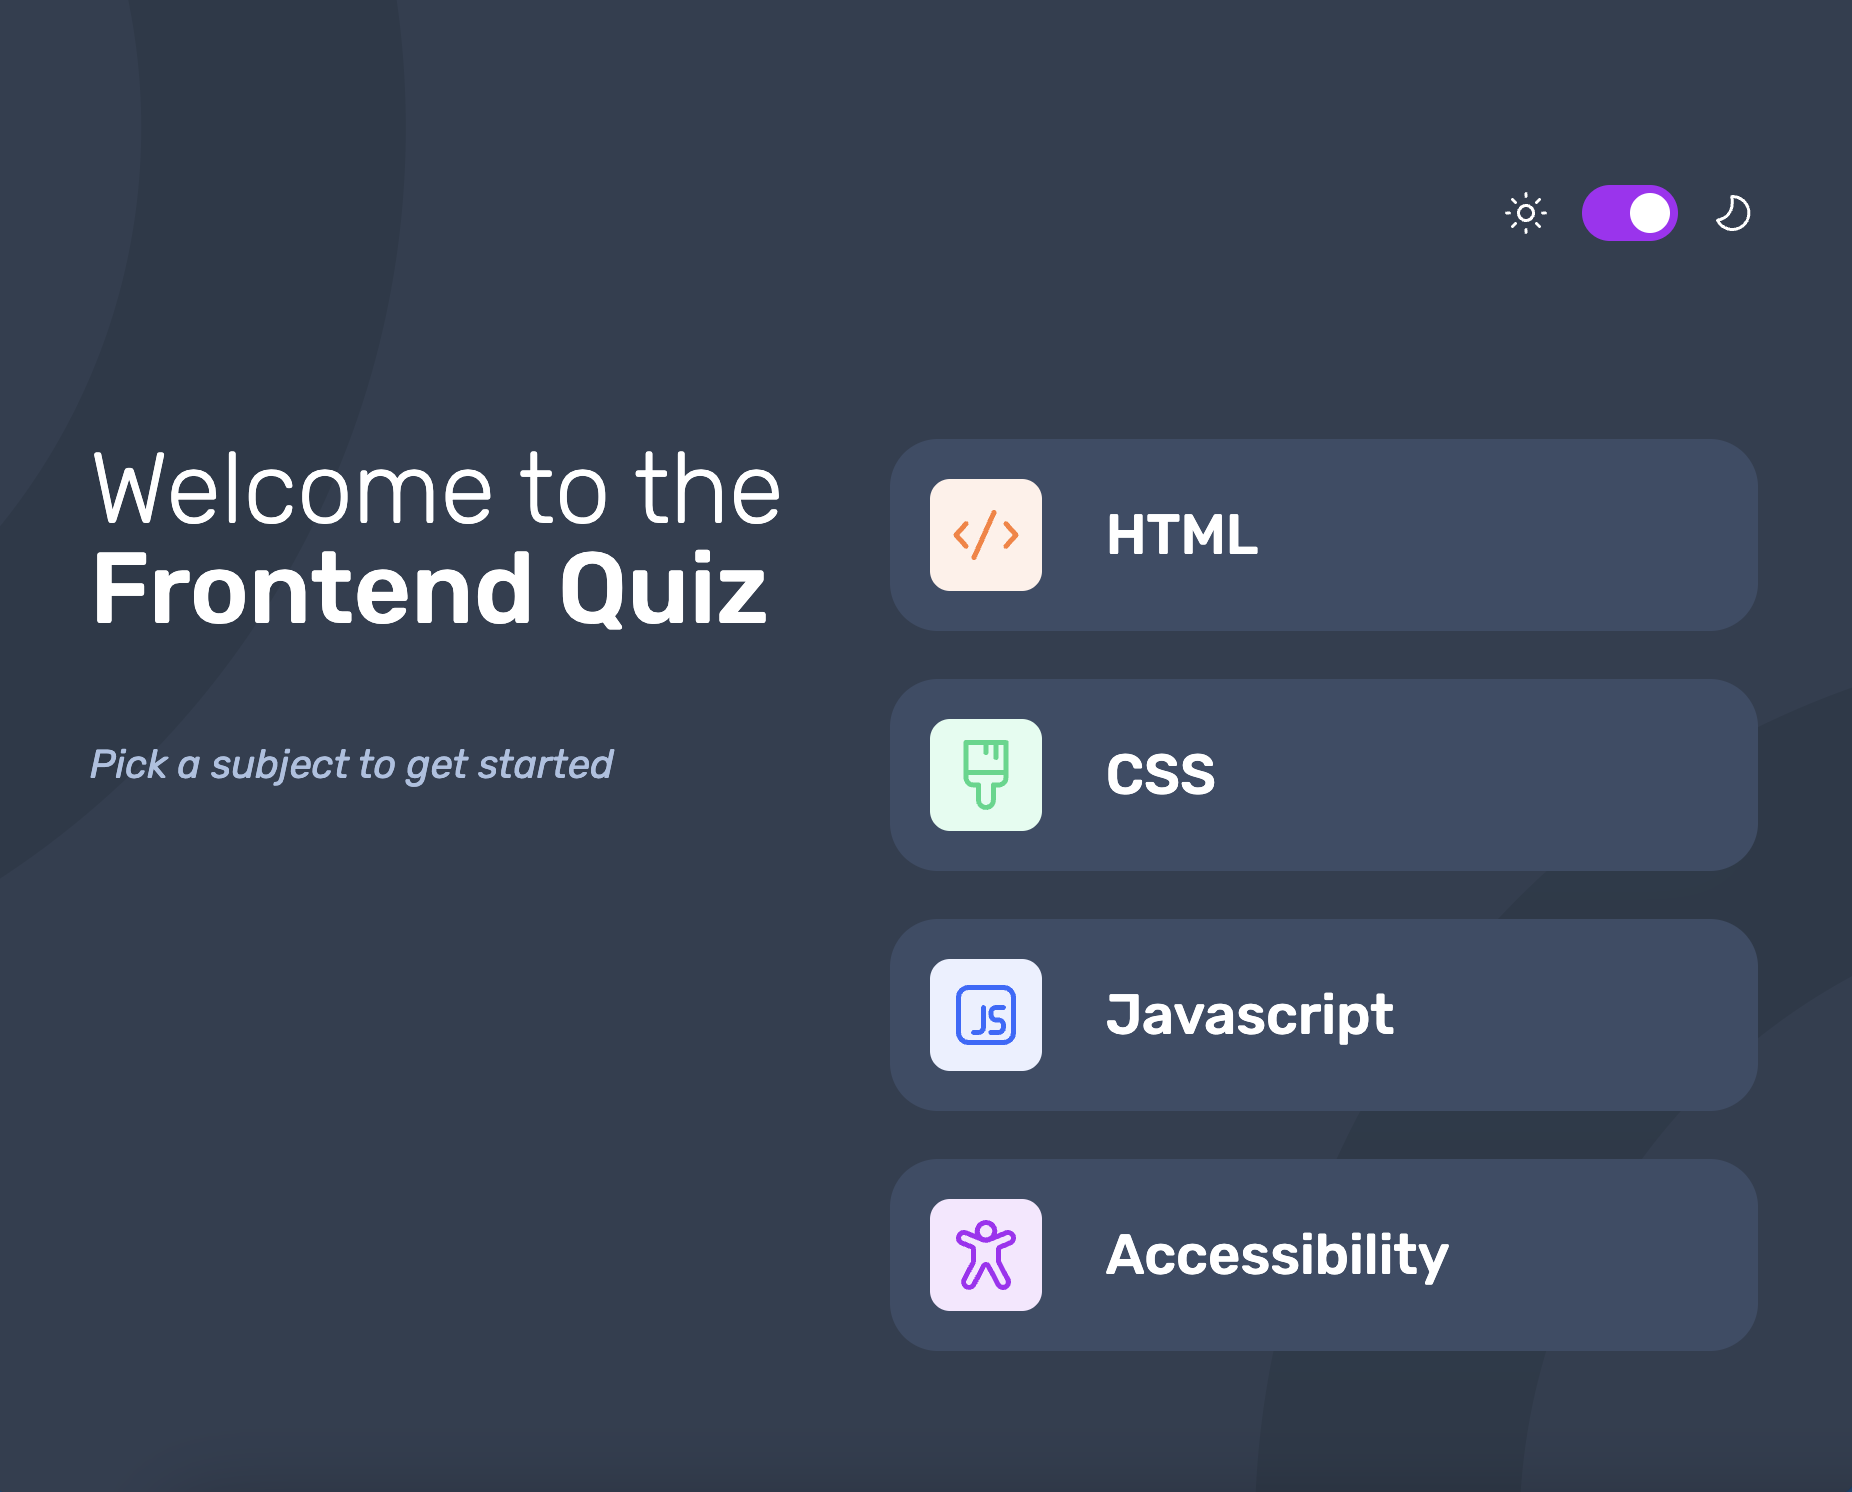 Welcome to the
Frontend Quiz
Pick a subject to get started
HTML
CSS
JS
Javascript
Accessibility